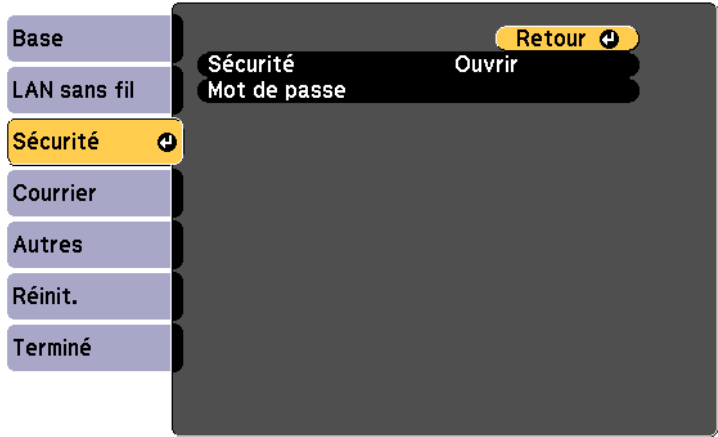 Base
LAN sans fil
Sécurité
Courrier
Autres
Réinit.
Terminé
Retour
Sécurité Ouvrir
Mot de passe